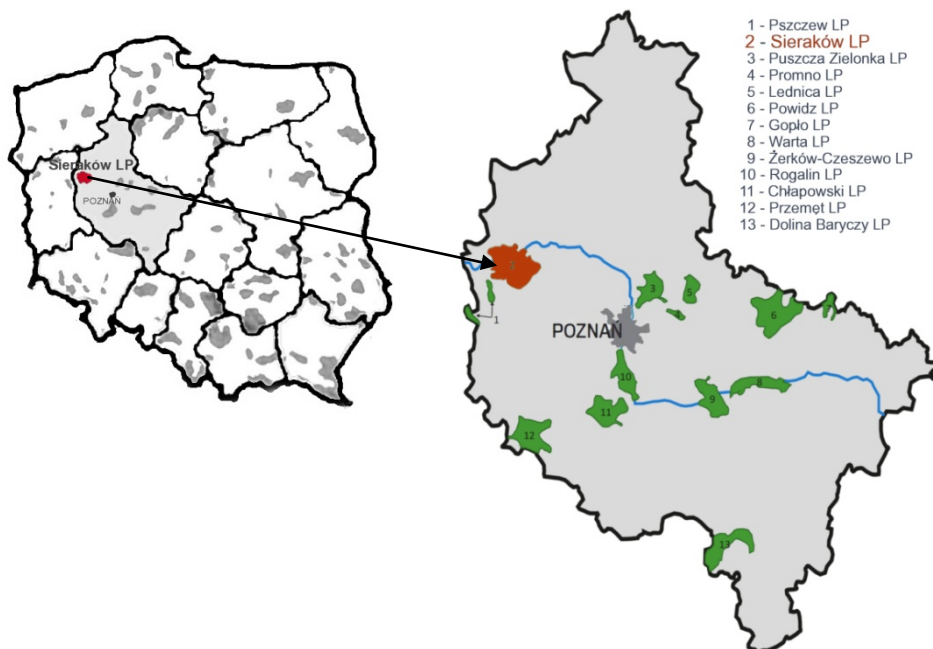 Sieraków LP
POZNAŃ
1 - Pszczew LP
2 - Sieraków LP
3 - Puszcza Zielonka LP
4 - Promno LP
5 - Lednica LP
6 - Powidz LP
7 - Gopło LP
8 - Warta LP
9 - Żerków-Czeszewo LP
10 - Rogalin LP
11 - Chłapowski LP
12 - Przemęt LP
13 - Dolina Baryczy LP
3
5
4
6
1
POZNAŃ
10
8
9
11
12
13